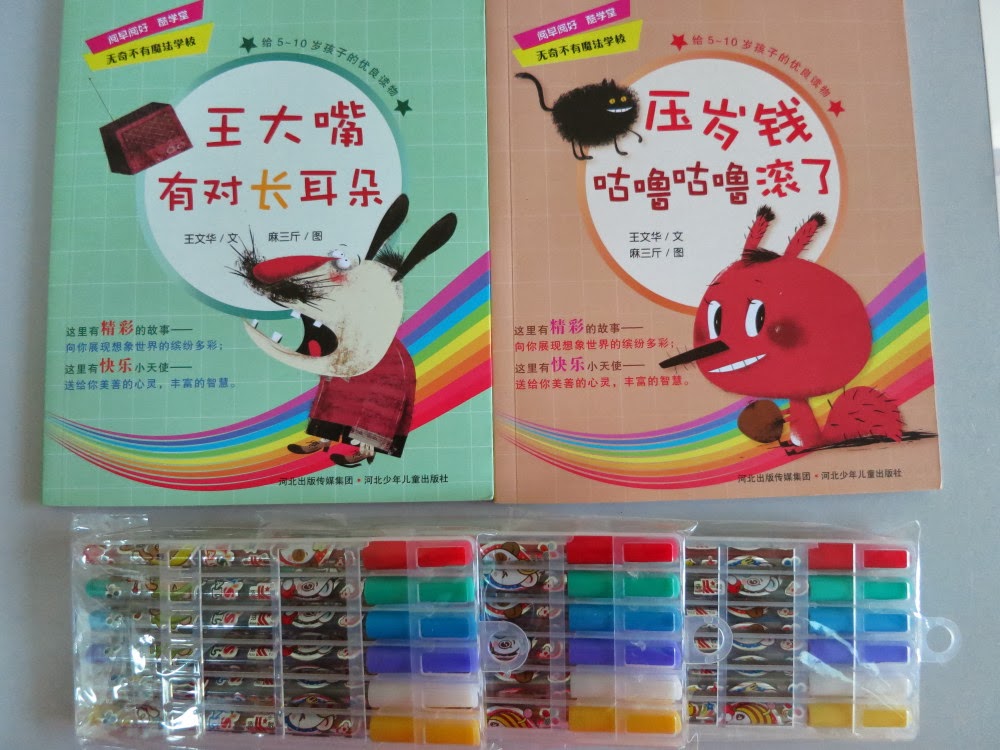 阅早阅好 酷学堂
无奇不有魔法学校
给5~10岁孩子的优良读物
王大嘴
有对长耳朵
王文华/文 麻三斤/图
这里有精彩的故事——
向你展现想象世界的缤纷多彩；
这里有快乐小天使——
送给你美善的心灵，丰富的智慧。
河北出版传媒集团·河北少年儿童出版社
阅早阅好 酷学堂
无奇不有魔法学校
给5~10岁孩子的优良读物
压岁钱
咕噜咕噜滚了
王文华/文
麻三斤/图
这里有精彩的故事——
向你展现想象世界的缤纷多彩；
这里有快乐小天使——
送给你美善的心灵，丰富的智慧。
河北出版传媒集团·河北少年儿童出版社